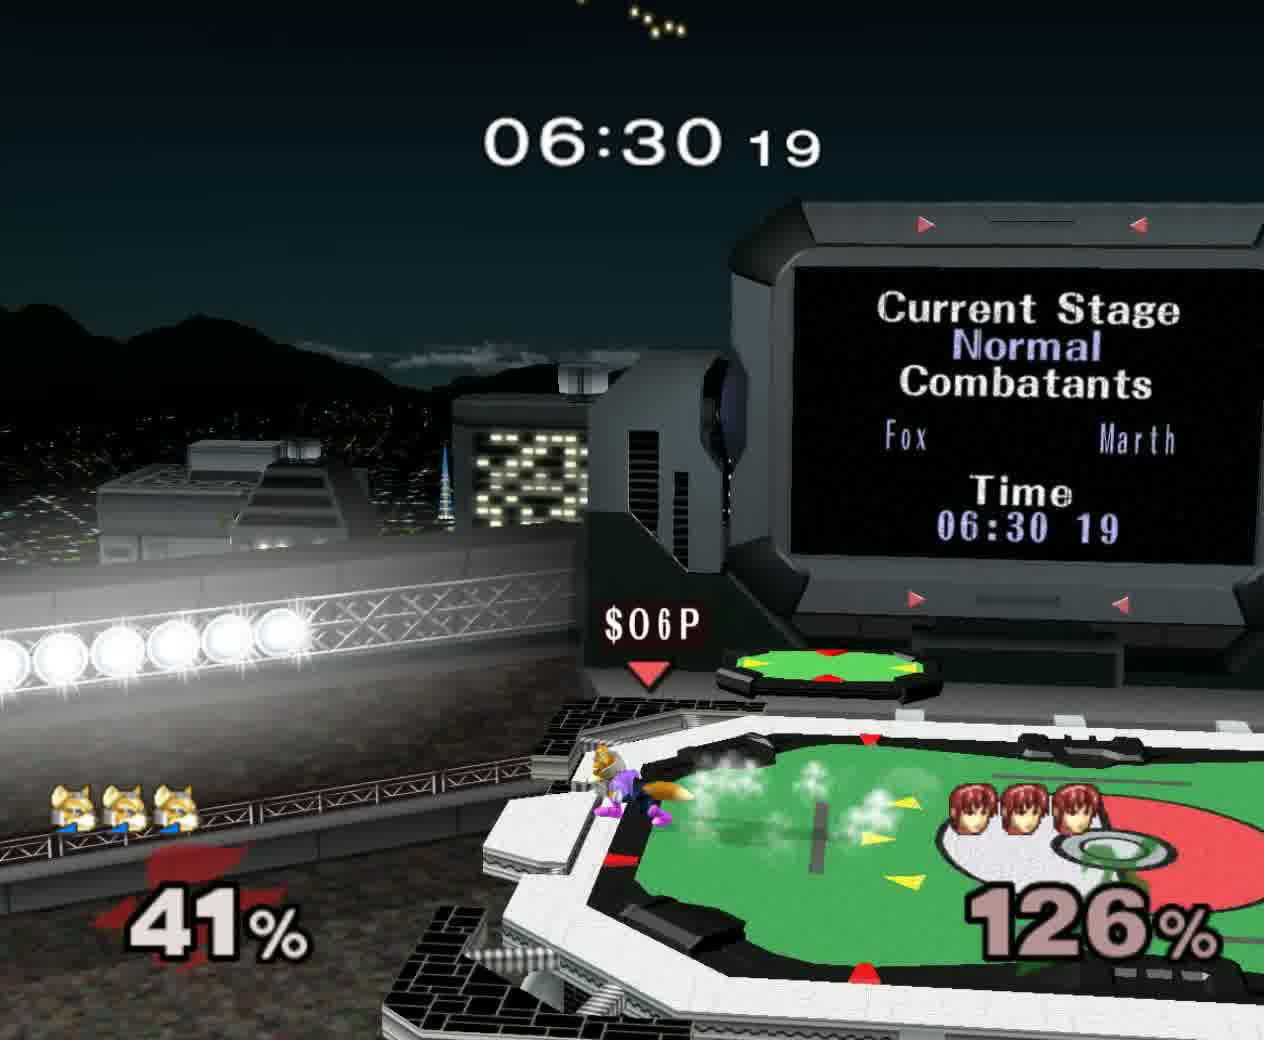 06:30 19
Current Stage
Normal
Combatants
Fox Marth
Time
06:30 19
$06P
41%
126%